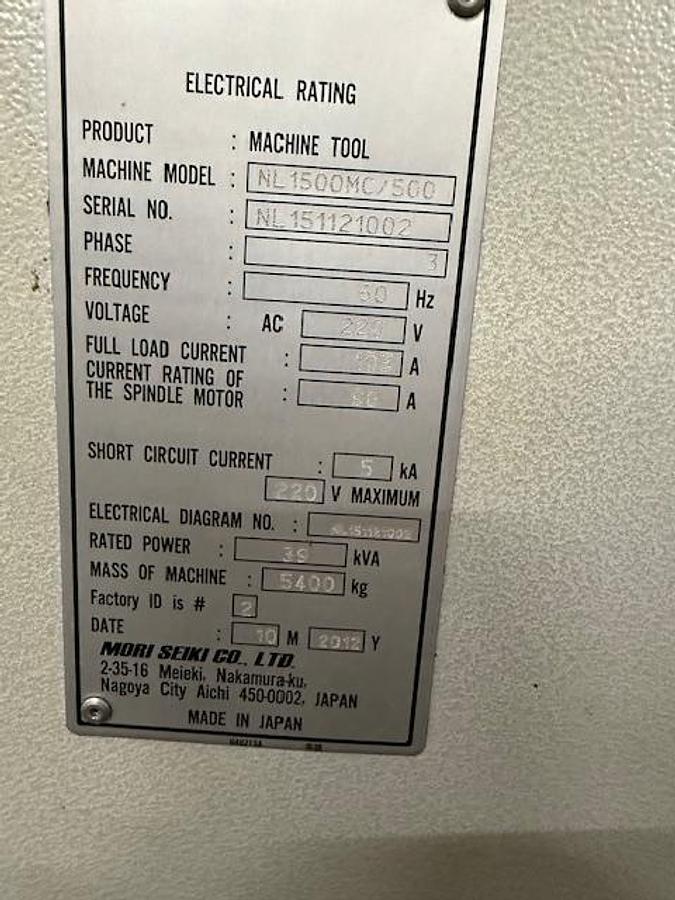 ELECTRICAL RATING
PRODUCT : MACHINE TOOL
MACHINE MODEL : NL1500MC/500
SERIAL NO. : NL151121002
PHASE : 3
FREQUENCY : 60 Hz
VOLTAGE : AC 220 V
FULL LOAD CURRENT : A
CURRENT RATING OF
THE SPINDLE MOTOR : A
SHORT CIRCUIT CURRENT : 5 kA
220 V MAXIMUM
ELECTRICAL DIAGRAM NO. : NL151121002
RATED POWER : 39 kVA
MASS OF MACHINE : 5400 kg
Factory ID is # 2
DATE : 10 M 2012 Y
MORI SEIKI CO., LTD.
2-35-16 Meieki, Nakamura-ku,
Nagoya City Aichi 450-0002, JAPAN
MADE IN JAPAN